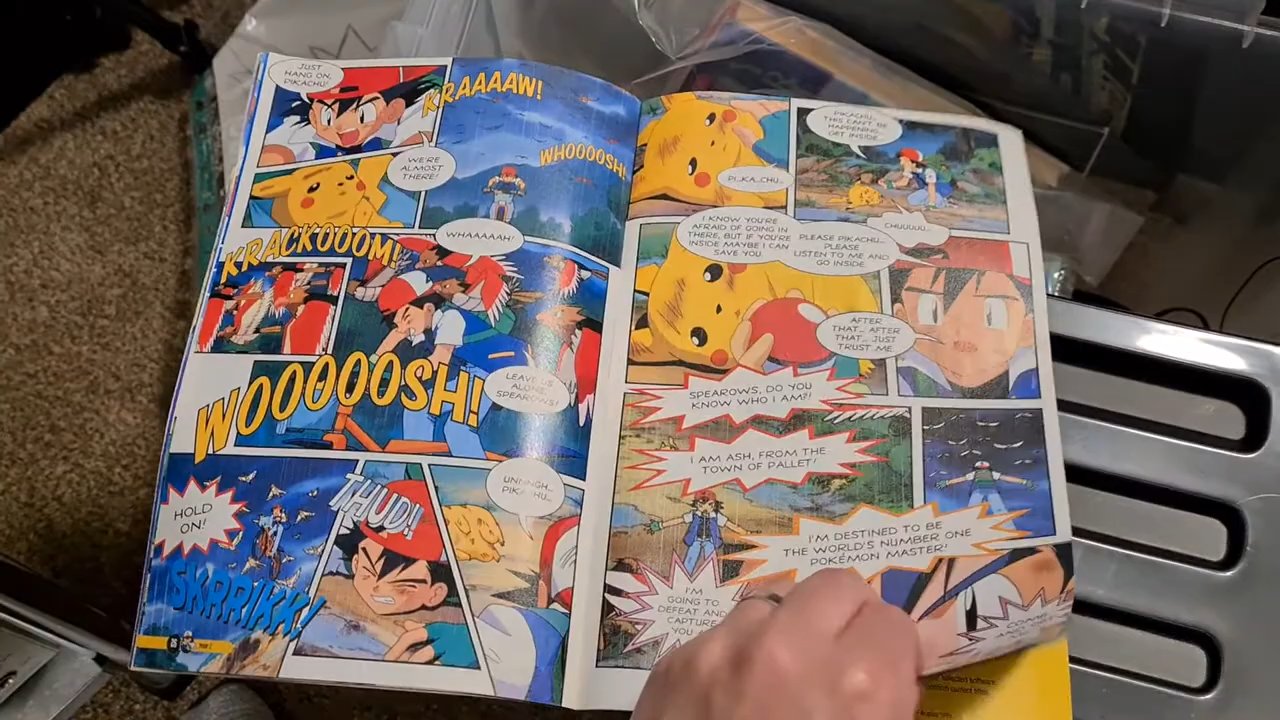 JUST
HANG ON,
PIKACHU!
KRAAAAW!
WHOOOOSH!
WE'RE
ALMOST
THERE!
KRACKOOOM!
WHAAAAAH!
WOOOOOSH!
LEAVE US
ALONE,
SPEAROWS!
HOLD
ON!
SKRRIKK!
THUD!
UNNNGH...
PI..KA..CHU..
PIKACHU...
THIS CAN'T BE
HAPPENING...
GET INSIDE...
I KNOW YOU'RE
AFRAID OF GOING IN
THERE, BUT IF YOU'RE
INSIDE MAYBE I CAN
SAVE YOU.
PLEASE PIKACHU...
PLEASE
LISTEN TO ME AND
GO INSIDE.
CHUUUUU...
AFTER
THAT... AFTER
THAT... JUST
TRUST ME.
SPEAROWS, DO YOU
KNOW WHO I AM?!
I AM ASH, FROM THE
TOWN OF PALLET!
I'M DESTINED TO BE
THE WORLD'S NUMBER ONE
POKÉMON MASTER!
I'M
GOING TO
DEFEAT AND
CAPTURE
YOU
COME
selected software.